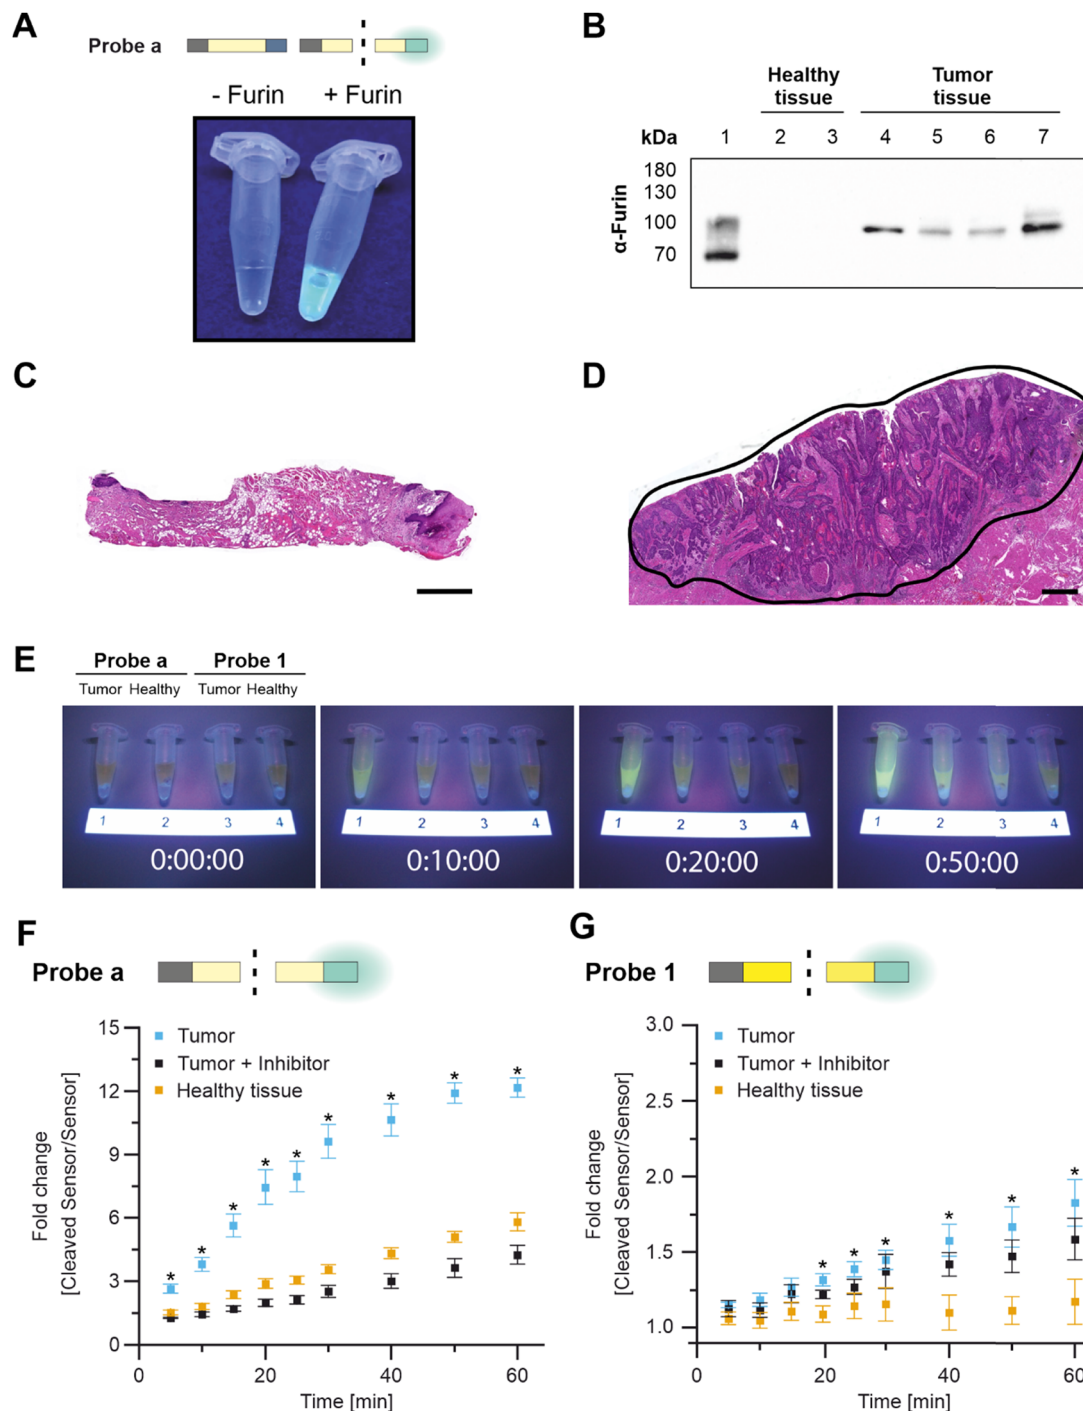 A
Probe a
- Furin + Furin
B
Healthy tissue
Tumor tissue
kDa 1 2 3 4 5 6 7
180
130
100
70
α-Furin
C
D
E
Probe a
Probe 1
Tumor Healthy Tumor Healthy
1 2 3 4
0:00:00
1 2 3 4
0:10:00
1 2 3 4
0:20:00
1 2 3 4
0:50:00
F
Probe a
Fold change
[Cleaved Sensor/Sensor]
15
12
9
6
3
0
Tumor
Tumor + Inhibitor
Healthy tissue
* * * * * * * * *
0 20 40 60
Time [min]
G
Probe 1
Fold change
[Cleaved Sensor/Sensor]
3.0
2.5
2.0
1.5
1.0
Tumor
Tumor + Inhibitor
Healthy tissue
* * * * * *
0 20 40 60
Time [min]